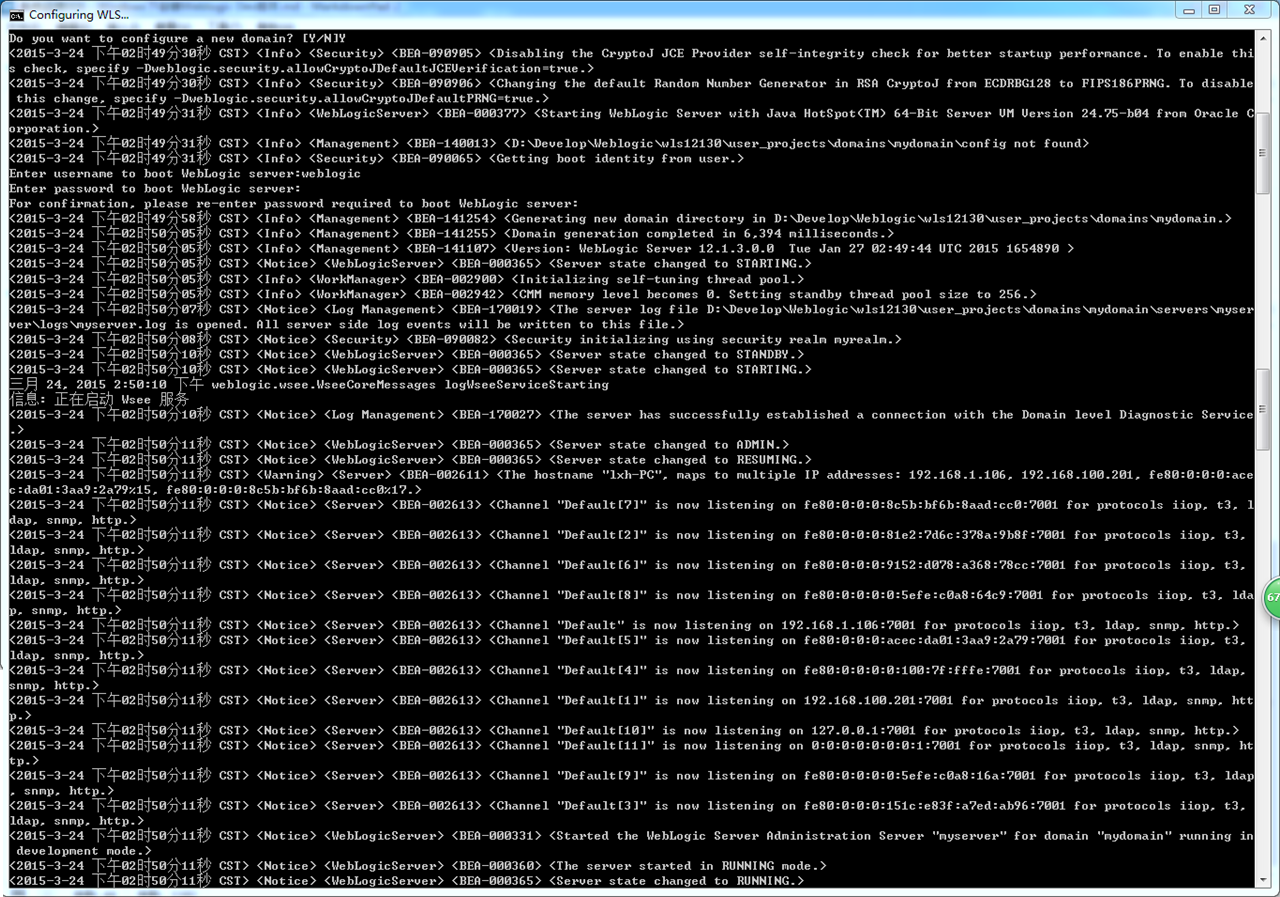 Configuring WLS...
Do you want to configure a new domain? [Y/N]Y
<2015-3-24 下午02时49分30秒 CST> <Info> <Security> <BEA-090905> <Disabling the CryptoJ JCE Provider self-integrity check for better startup performance. To enable thi
s check, specify -Dweblogic.security.allowCryptoJDefaultJCEVerification=true.>
<2015-3-24 下午02时49分30秒 CST> <Info> <Security> <BEA-090906> <Changing the default Random Number Generator in RSA CryptoJ from ECDRBG128 to FIPS186PRNG. To disable
 this change, specify -Dweblogic.security.allowCryptoJDefaultPRNG=true.>
<2015-3-24 下午02时49分31秒 CST> <Info> <WebLogicServer> <BEA-000377> <Starting WebLogic Server with Java HotSpot(TM) 64-Bit Server VM Version 24.75-b04 from Oracle C
orporation.>
<2015-3-24 下午02时49分31秒 CST> <Info> <Management> <BEA-140013> <D:\Develop\Weblogic\wls12130\user_projects\domains\mydomain\config not found>
<2015-3-24 下午02时49分31秒 CST> <Info> <Security> <BEA-090065> <Getting boot identity from user.>
Enter username to boot WebLogic server:weblogic
Enter password to boot WebLogic server:
For confirmation, please re-enter password required to boot WebLogic server:
<2015-3-24 下午02时49分58秒 CST> <Info> <Management> <BEA-141254> <Generating new domain directory in D:\Develop\Weblogic\wls12130\user_projects\domains\mydomain.>
<2015-3-24 下午02时50分05秒 CST> <Info> <Management> <BEA-141255> <Domain generation completed in 6,394 milliseconds.>
<2015-3-24 下午02时50分05秒 CST> <Info> <Management> <BEA-141107> <Version: WebLogic Server 12.1.3.0.0  Tue Jan 27 02:49:44 UTC 2015 1654890 >
<2015-3-24 下午02时50分05秒 CST> <Notice> <WebLogicServer> <BEA-000365> <Server state changed to STARTING.>
<2015-3-24 下午02时50分05秒 CST> <Info> <WorkManager> <BEA-002900> <Initializing self-tuning thread pool.>
<2015-3-24 下午02时50分05秒 CST> <Info> <WorkManager> <BEA-002942> <CMM memory level becomes 0. Setting standby thread pool size to 256.>
<2015-3-24 下午02时50分07秒 CST> <Notice> <Log Management> <BEA-170019> <The server log file D:\Develop\Weblogic\wls12130\user_projects\domains\mydomain\servers\myser
ver\logs\myserver.log is opened. All server side log events will be written to this file.>
<2015-3-24 下午02时50分08秒 CST> <Notice> <Security> <BEA-090082> <Security initializing using security realm myrealm.>
<2015-3-24 下午02时50分10秒 CST> <Notice> <WebLogicServer> <BEA-000365> <Server state changed to STANDBY.>
<2015-3-24 下午02时50分10秒 CST> <Notice> <WebLogicServer> <BEA-000365> <Server state changed to STARTING.>
三月 24, 2015 2:50:10 下午 weblogic.wsee.WseeCoreMessages logWseeServiceStarting
信息: 正在启动 Wsee 服务
<2015-3-24 下午02时50分10秒 CST> <Notice> <Log Management> <BEA-170027> <The server has successfully established a connection with the Domain level Diagnostic Service
.>
<2015-3-24 下午02时50分11秒 CST> <Notice> <WebLogicServer> <BEA-000365> <Server state changed to ADMIN.>
<2015-3-24 下午02时50分11秒 CST> <Notice> <WebLogicServer> <BEA-000365> <Server state changed to RESUMING.>
<2015-3-24 下午02时50分11秒 CST> <Warning> <Server> <BEA-002611> <The hostname "lxh-PC", maps to multiple IP addresses: 192.168.1.106, 192.168.100.201, fe80:0:0:0:ace
c:da01:3aa9:2a79%15, fe80:0:0:0:8c5b:bf6b:8aad:cc0%17.>
<2015-3-24 下午02时50分11秒 CST> <Notice> <Server> <BEA-002613> <Channel "Default[7]" is now listening on fe80:0:0:0:8c5b:bf6b:8aad:cc0:7001 for protocols iiop, t3, l
dap, snmp, http.>
<2015-3-24 下午02时50分11秒 CST> <Notice> <Server> <BEA-002613> <Channel "Default[2]" is now listening on fe80:0:0:0:81e2:7d6c:378a:9b8f:7001 for protocols iiop, t3,
ldap, snmp, http.>
<2015-3-24 下午02时50分11秒 CST> <Notice> <Server> <BEA-002613> <Channel "Default[6]" is now listening on fe80:0:0:0:9152:d078:a368:78cc:7001 for protocols iiop, t3,
ldap, snmp, http.>
<2015-3-24 下午02时50分11秒 CST> <Notice> <Server> <BEA-002613> <Channel "Default[8]" is now listening on fe80:0:0:0:0:5efe:c0a8:64c9:7001 for protocols iiop, t3, lda
p, snmp, http.>
<2015-3-24 下午02时50分11秒 CST> <Notice> <Server> <BEA-002613> <Channel "Default" is now listening on 192.168.1.106:7001 for protocols iiop, t3, ldap, snmp, http.>
<2015-3-24 下午02时50分11秒 CST> <Notice> <Server> <BEA-002613> <Channel "Default[5]" is now listening on fe80:0:0:0:acec:da01:3aa9:2a79:7001 for protocols iiop, t3,
ldap, snmp, http.>
<2015-3-24 下午02时50分11秒 CST> <Notice> <Server> <BEA-002613> <Channel "Default[4]" is now listening on fe80:0:0:0:0:100:7f:fffe:7001 for protocols iiop, t3, ldap,
snmp, http.>
<2015-3-24 下午02时50分11秒 CST> <Notice> <Server> <BEA-002613> <Channel "Default[1]" is now listening on 192.168.100.201:7001 for protocols iiop, t3, ldap, snmp, htt
p.>
<2015-3-24 下午02时50分11秒 CST> <Notice> <Server> <BEA-002613> <Channel "Default[10]" is now listening on 127.0.0.1:7001 for protocols iiop, t3, ldap, snmp, http.>
<2015-3-24 下午02时50分11秒 CST> <Notice> <Server> <BEA-002613> <Channel "Default[11]" is now listening on 0:0:0:0:0:0:0:1:7001 for protocols iiop, t3, ldap, snmp, ht
tp.>
<2015-3-24 下午02时50分11秒 CST> <Notice> <Server> <BEA-002613> <Channel "Default[9]" is now listening on fe80:0:0:0:0:5efe:c0a8:16a:7001 for protocols iiop, t3, ldap
, snmp, http.>
<2015-3-24 下午02时50分11秒 CST> <Notice> <Server> <BEA-002613> <Channel "Default[3]" is now listening on fe80:0:0:0:151c:e83f:a7ed:ab96:7001 for protocols iiop, t3,
ldap, snmp, http.>
<2015-3-24 下午02时50分11秒 CST> <Notice> <WebLogicServer> <BEA-000331> <Started the WebLogic Server Administration Server "myserver" for domain "mydomain" running in
 development mode.>
<2015-3-24 下午02时50分11秒 CST> <Notice> <WebLogicServer> <BEA-000360> <The server started in RUNNING mode.>
<2015-3-24 下午02时50分11秒 CST> <Notice> <WebLogicServer> <BEA-000365> <Server state changed to RUNNING.>
67